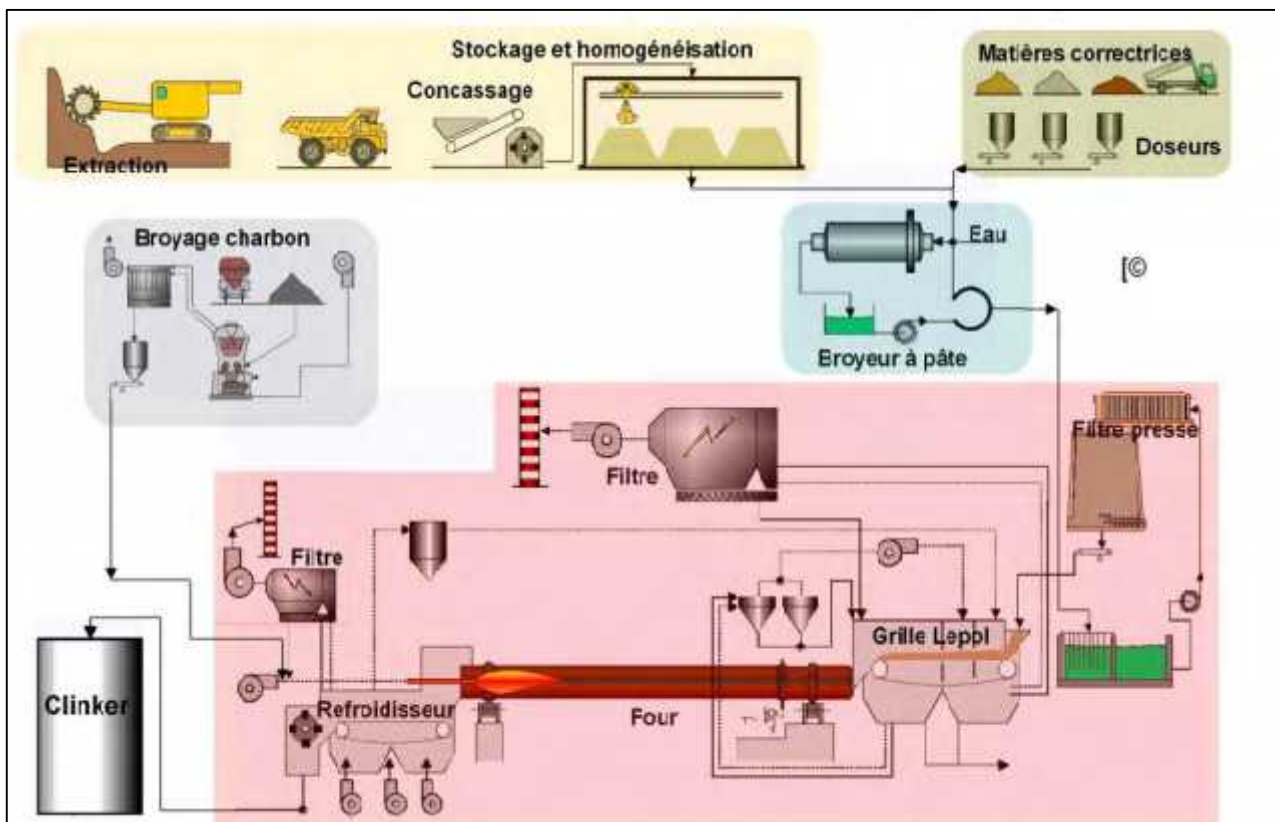 Stockage et homogénéisation
Matières correctrices
Concassage
Extraction
Doseurs
Broyage charbon
Eau
[©
Broyeur à pâte
Filtre presse
Filtre
Filtre
Grille Lepol
Clinker
Refroidisseur
Four